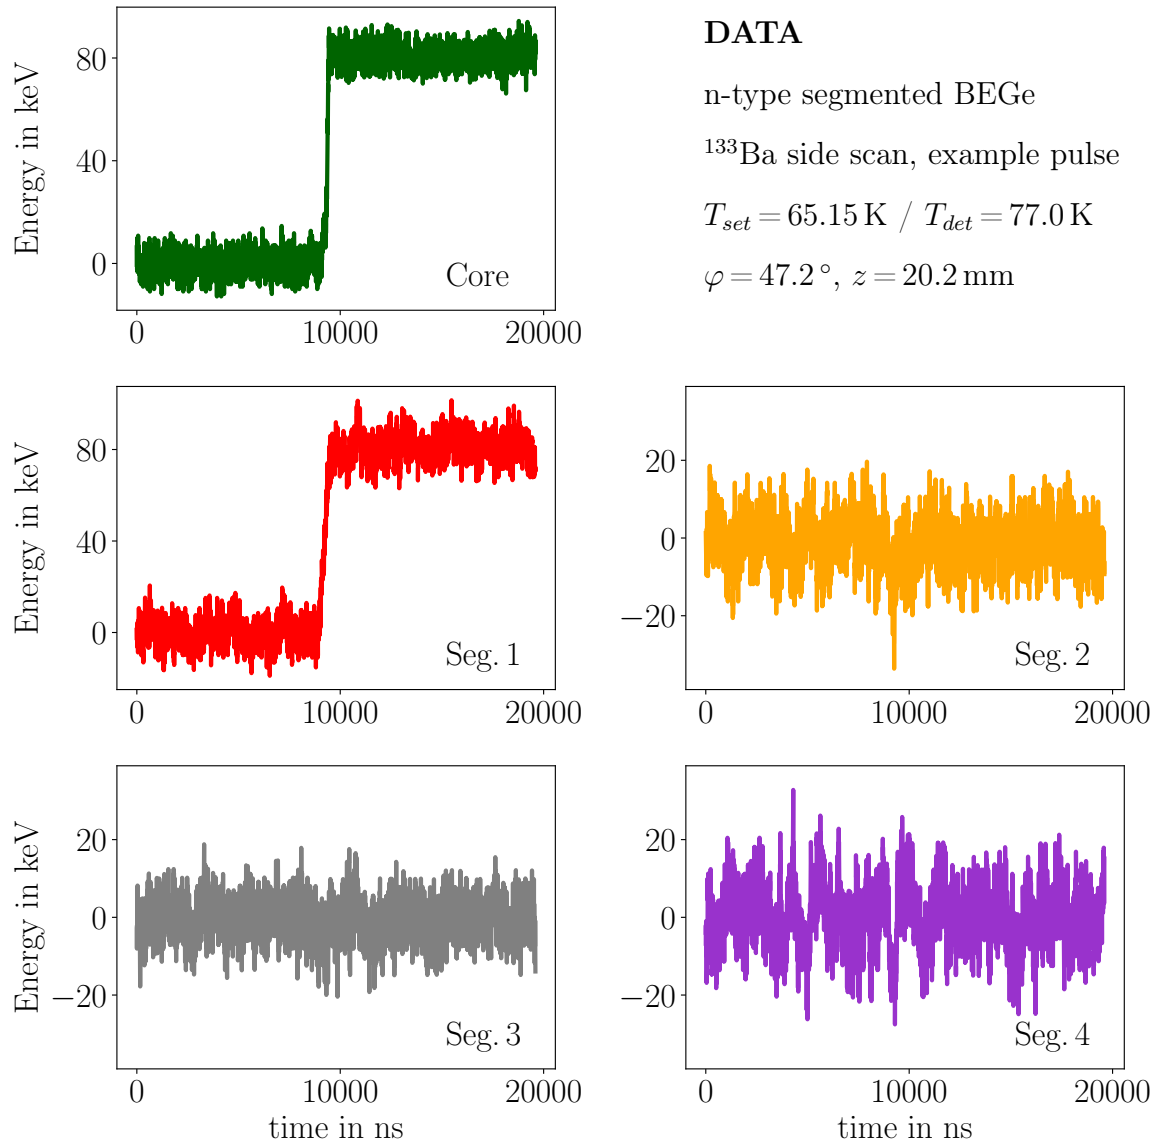 DATA
n-type segmented BEGe
¹³³Ba side scan, example pulse
T_set = 65.15 K / T_det = 77.0 K
φ = 47.2 °, z = 20.2 mm
Energy in keV
80
40
0
Core
0 10000 20000
Energy in keV
80
40
0
Seg. 1
0 10000 20000
20
0
−20
Seg. 2
0 10000 20000
Energy in keV
20
0
−20
Seg. 3
0 10000 20000
time in ns
20
0
−20
Seg. 4
0 10000 20000
time in ns